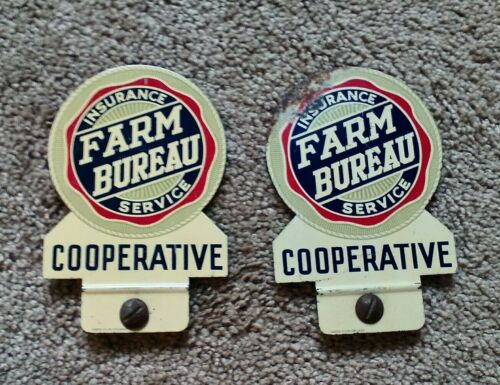 INSURANCE
FARM
BUREAU
SERVICE
COOPERATIVE
INSURANCE
FARM
BUREAU
SERVICE
COOPERATIVE